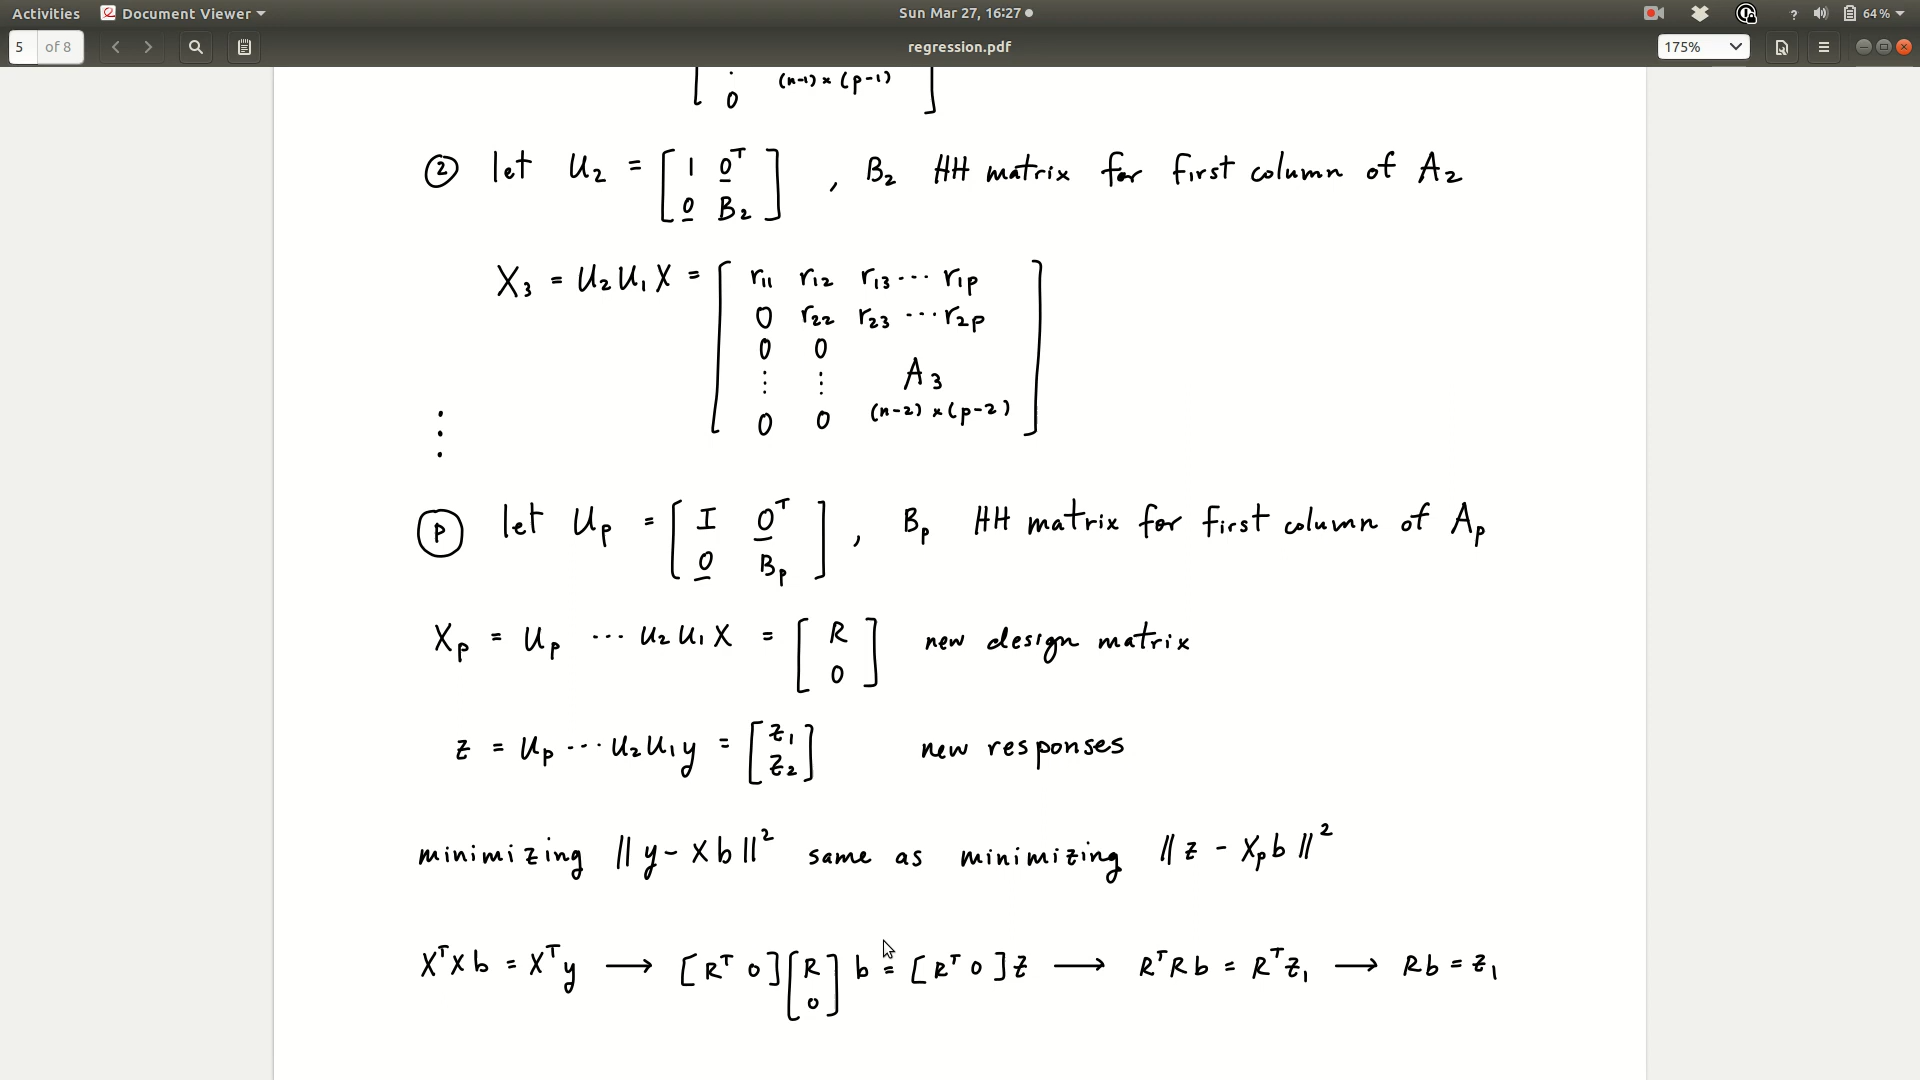 Activities Document Viewer Sun Mar 27, 16:27 ? 64 %
5 of 8 regression.pdf 175%
⋮ (n-1) × (p-1)
0
② let U₂ = [ 1 0ᵀ ; 0 B₂ ] , B₂ HH matrix for first column of A₂
X₃ = U₂U₁X = [ r₁₁ r₁₂ r₁₃ ⋯ r₁ₚ
0 r₂₂ r₂₃ ⋯ r₂ₚ
0 0
⋮ ⋮ A₃
0 0 (n-2) × (p-2) ]
⋮
Ⓟ let Uₚ = [ I 0ᵀ ; 0 Bₚ ] , Bₚ HH matrix for first column of Aₚ
Xₚ = Uₚ ⋯ U₂U₁X = [ R ; 0 ] new design matrix
z = Uₚ ⋯ U₂U₁y = [ z₁ ; z₂ ] new responses
minimizing ‖y - Xb‖² same as minimizing ‖z - Xₚb‖²
XᵀXb = Xᵀy ⟶ [Rᵀ 0][ R ; 0 ] b = [Rᵀ 0]z ⟶ RᵀRb = Rᵀz₁ ⟶ Rb = z₁